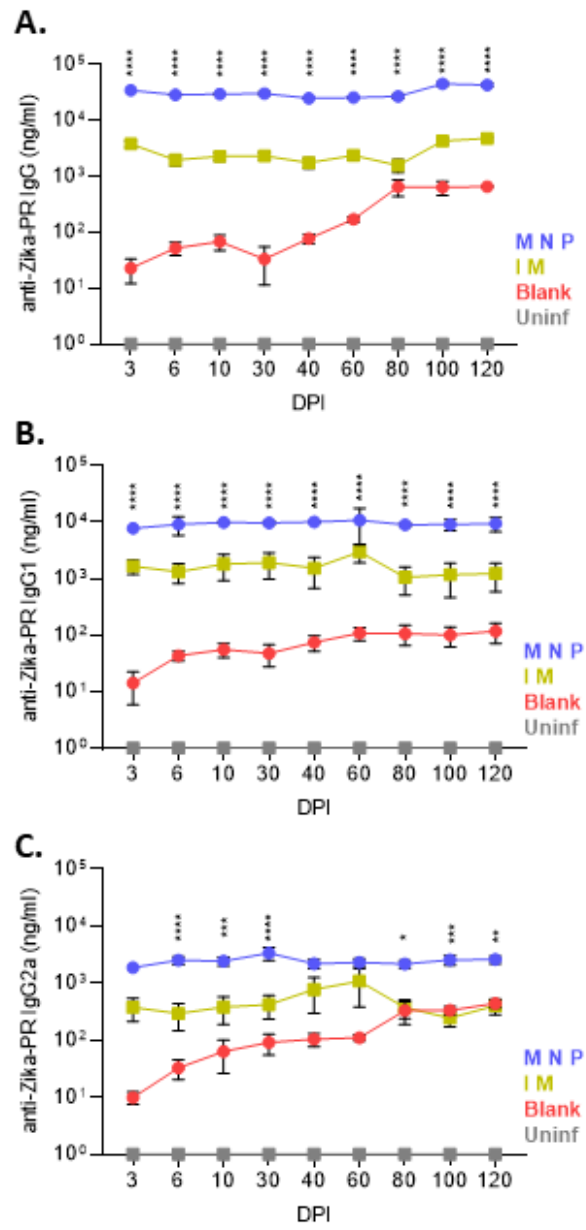 A.
**** **** **** **** **** **** **** **** ****
anti-Zika-PR IgG (ng/ml)
10⁵
10⁴
10³
10²
10¹
10⁰
M N P
I M
Blank
Uninf
3 6 10 30 40 60 80 100 120
DPI
B.
**** **** **** **** **** **** **** **** ****
anti-Zika-PR IgG1 (ng/ml)
10⁵
10⁴
10³
10²
10¹
10⁰
M N P
I M
Blank
Uninf
3 6 10 30 40 60 80 100 120
DPI
C.
**** *** **** * *** **
anti-Zika-PR IgG2a (ng/ml)
10⁵
10⁴
10³
10²
10¹
10⁰
M N P
I M
Blank
Uninf
3 6 10 30 40 60 80 100 120
DPI